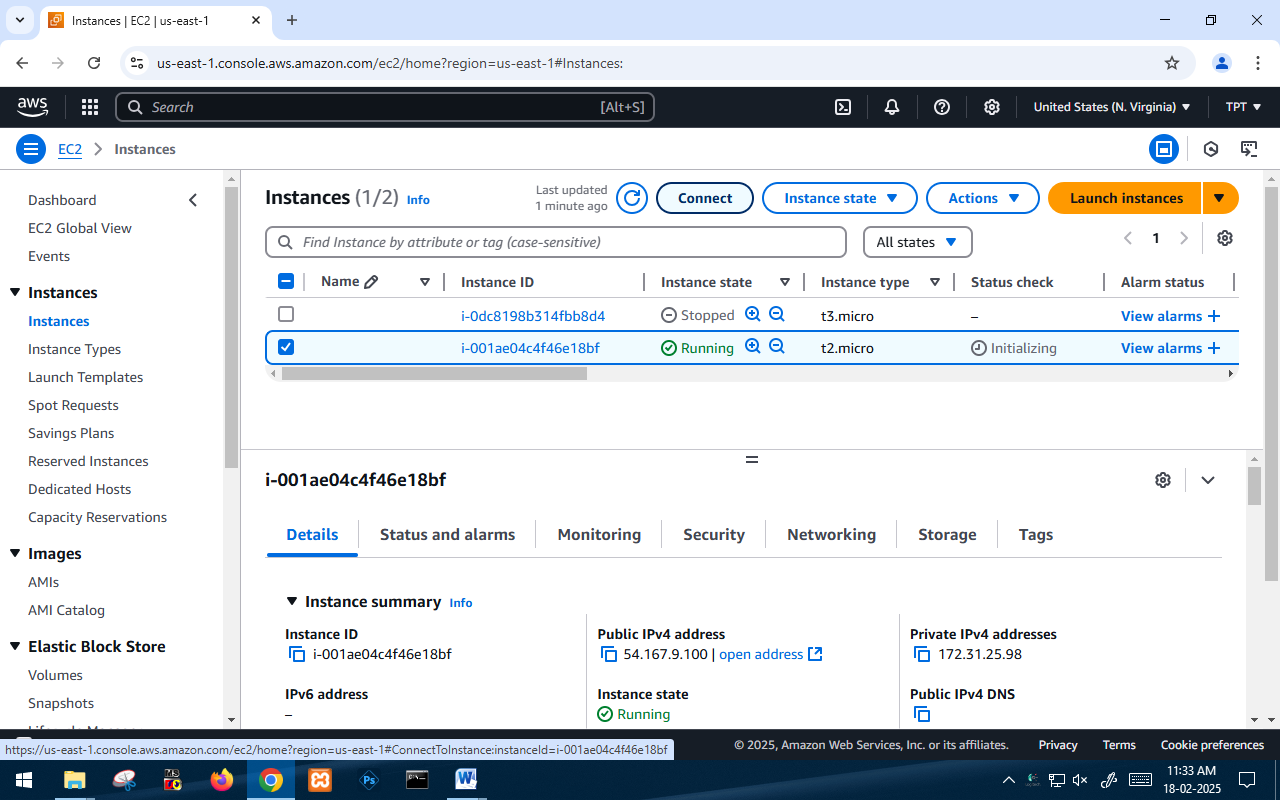 Instances | EC2 | us-east-1
us-east-1.console.aws.amazon.com/ec2/home?region=us-east-1#Instances:
aws
Search [Alt+S]
United States (N. Virginia)
TPT
EC2 Instances
Dashboard
EC2 Global View
Events
Instances
Instances
Instance Types
Launch Templates
Spot Requests
Savings Plans
Reserved Instances
Dedicated Hosts
Capacity Reservations
Images
AMIs
AMI Catalog
Elastic Block Store
Volumes
Snapshots
Instances (1/2) Info
Last updated
1 minute ago
Connect
Instance state
Actions
Launch instances
Find Instance by attribute or tag (case-sensitive)
All states
1
Name Instance ID Instance state Instance type Status check Alarm status
i-0dc8198b314fbb8d4 Stopped t3.micro – View alarms +
i-001ae04c4f46e18bf Running t2.micro Initializing View alarms +
i-001ae04c4f46e18bf
Details Status and alarms Monitoring Security Networking Storage Tags
Instance summary Info
Instance ID
i-001ae04c4f46e18bf
IPv6 address
–
Public IPv4 address
54.167.9.100 | open address
Instance state
Running
Private IPv4 addresses
172.31.25.98
Public IPv4 DNS
https://us-east-1.console.aws.amazon.com/ec2/home?region=us-east-1#ConnectToInstance:instanceId=i-001ae04c4f46e18bf
© 2025, Amazon Web Services, Inc. or its affiliates. Privacy Terms Cookie preferences
11:33 AM
18-02-2025